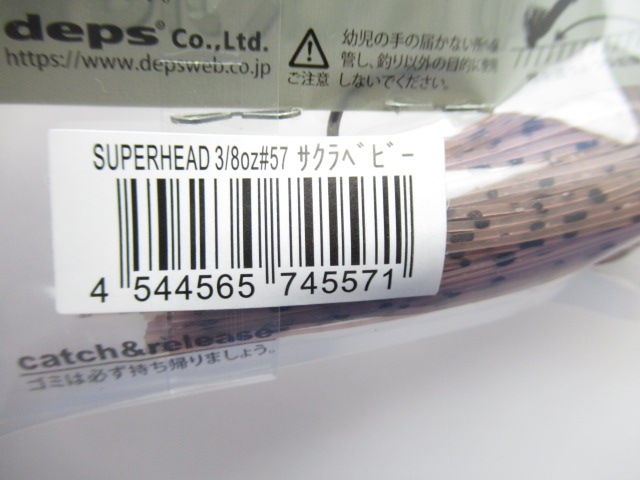 deps® Co.,Ltd.
https://www.depsweb.co.jp
ご注意
幼児の手の届かない所
管し、釣り以外の目的に使用
しないでください。
SUPERHEAD 3/8oz#57 サクラベビー
4 544565 745571
catch&release
ゴミは必ず持ち帰りましょう。